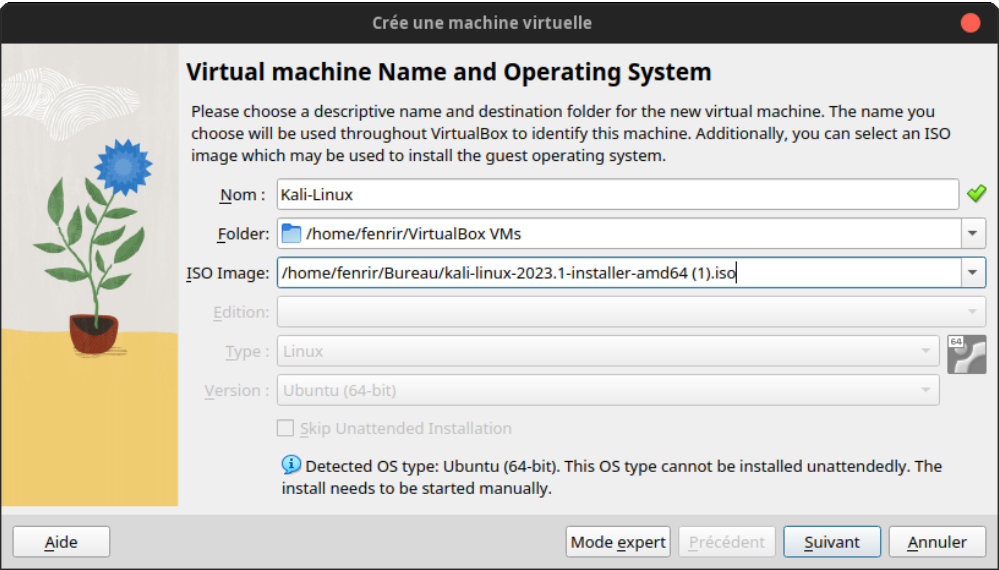 Crée une machine virtuelle
Virtual machine Name and Operating System
Please choose a descriptive name and destination folder for the new virtual machine. The name you
choose will be used throughout VirtualBox to identify this machine. Additionally, you can select an ISO
image which may be used to install the guest operating system.
Nom : Kali-Linux
Folder: /home/fenrir/VirtualBox VMs
ISO Image: /home/fenrir/Bureau/kali-linux-2023.1-installer-amd64 (1).iso
Edition:
Type : Linux
64
Version : Ubuntu (64-bit)
Skip Unattended Installation
Detected OS type: Ubuntu (64-bit). This OS type cannot be installed unattendedly. The
install needs to be started manually.
Aide Mode expert Précédent Suivant Annuler